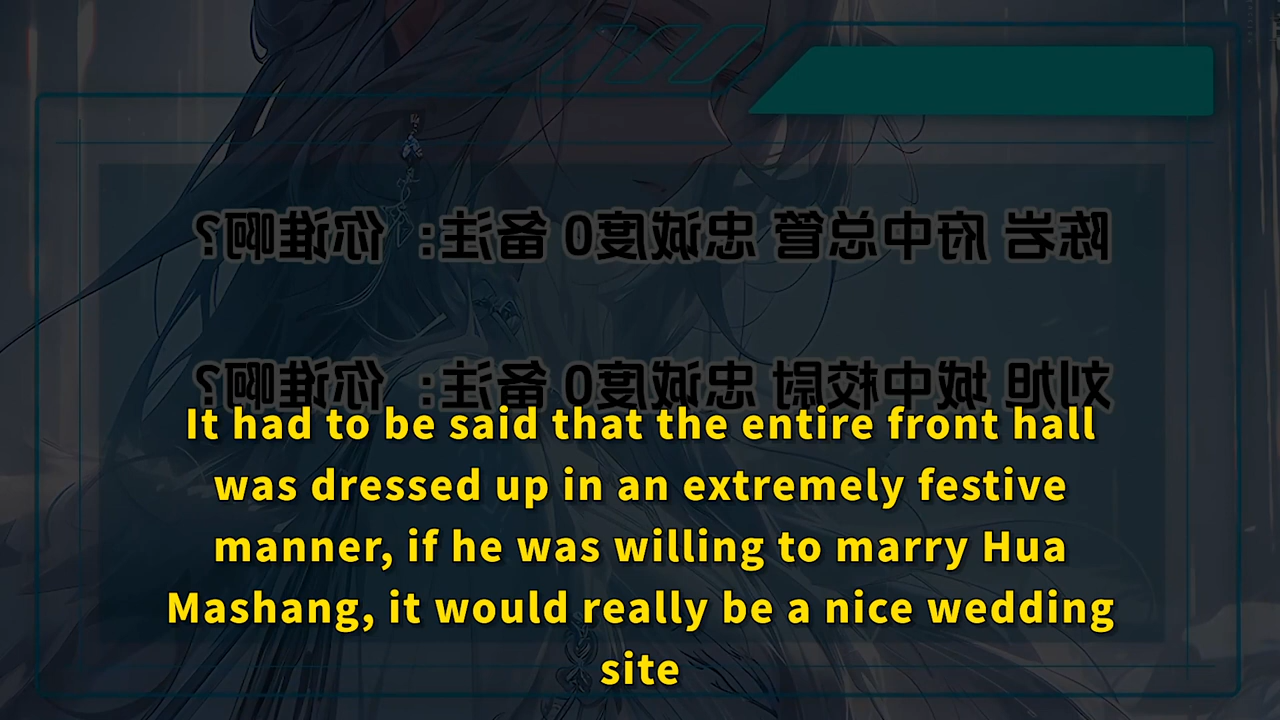 陈岩 府中总管 忠诚度0 备注：你谁啊?
刘旭 城中校尉 忠诚度0 备注：你谁啊?
It had to be said that the entire front hall
was dressed up in an extremely festive
manner, if he was willing to marry Hua
Mashang, it would really be a nice wedding
site